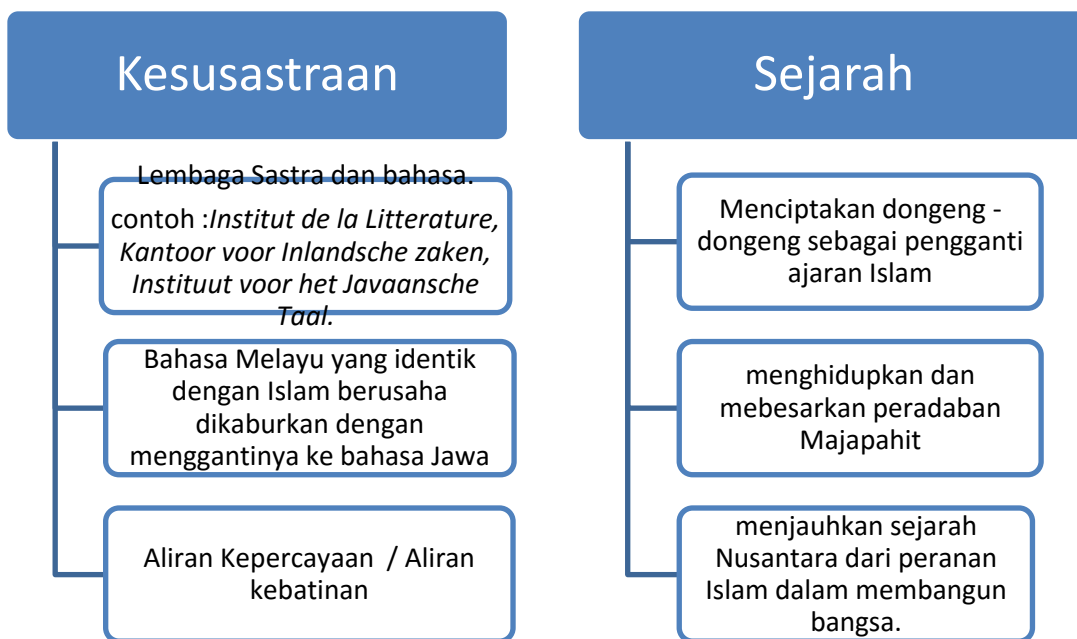 Kesusastraan
Lembaga Sastra dan bahasa.
contoh :Institut de la Litterature,
Kantoor voor Inlandsche zaken,
Instituut voor het Javaansche
Taal.
Bahasa Melayu yang identik
dengan Islam berusaha
dikaburkan dengan
menggantinya ke bahasa Jawa
Aliran Kepercayaan / Aliran
kebatinan
Sejarah
Menciptakan dongeng -
dongeng sebagai pengganti
ajaran Islam
menghidupkan dan
mebesarkan peradaban
Majapahit
menjauhkan sejarah
Nusantara dari peranan
Islam dalam membangun
bangsa.